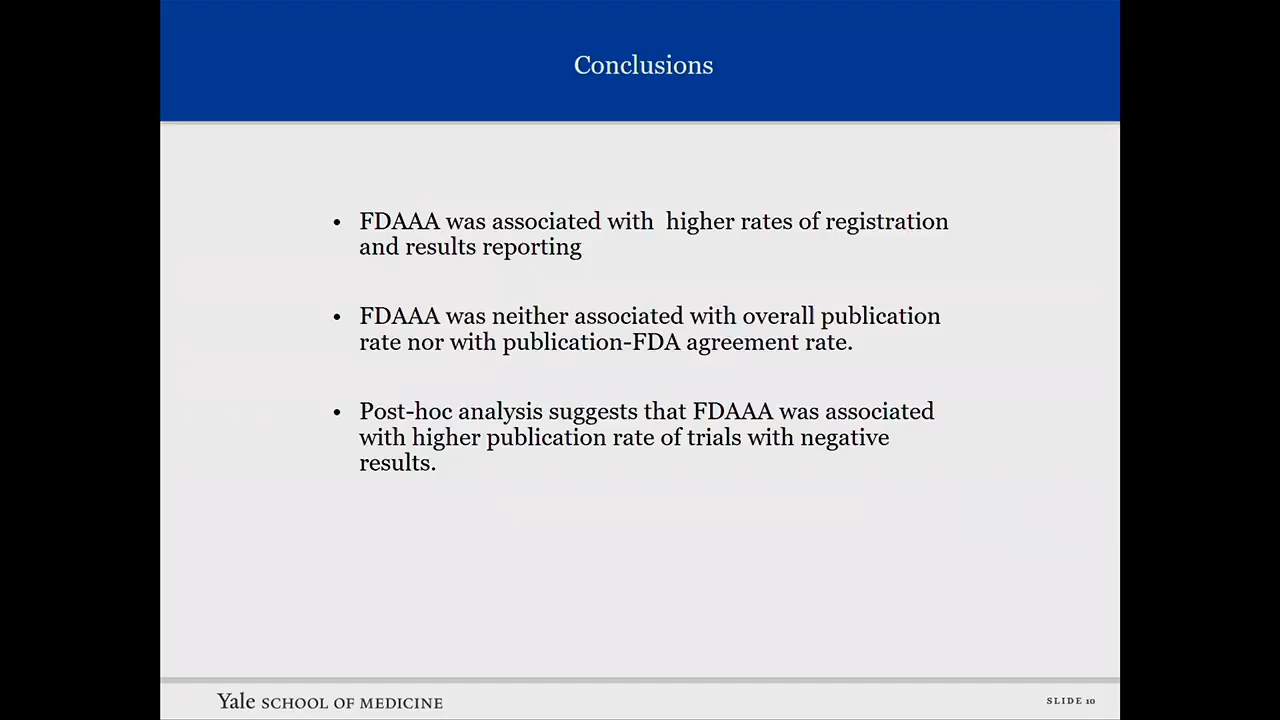 Conclusions
• FDAAA was associated with  higher rates of registration
and results reporting
• FDAAA was neither associated with overall publication
rate nor with publication-FDA agreement rate.
• Post-hoc analysis suggests that FDAAA was associated
with higher publication rate of trials with negative
results.
Yale SCHOOL OF MEDICINE
SLIDE 10